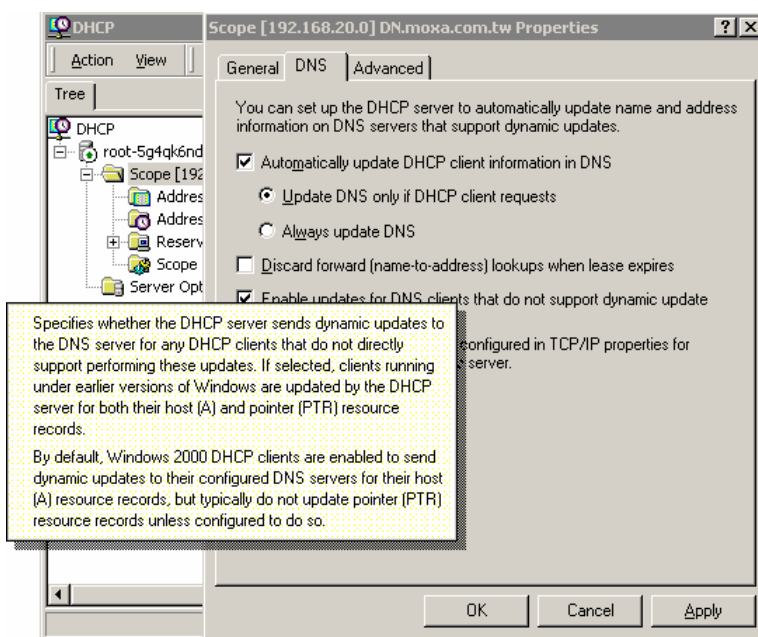 DHCP
Action View
Tree
DHCP
root-5g4qk6nd
Scope [192
Addres
Addres
Reserv
Scope
Server Opt
Scope [192.168.20.0] DN.moxa.com.tw Properties
General DNS Advanced
You can set up the DHCP server to automatically update name and address
information on DNS servers that support dynamic updates.
Automatically update DHCP client information in DNS
Update DNS only if DHCP client requests
Always update DNS
Discard forward (name-to-address) lookups when lease expires
Enable updates for DNS clients that do not support dynamic update
configured in TCP/IP properties for
server.
Specifies whether the DHCP server sends dynamic updates to
the DNS server for any DHCP clients that do not directly
support performing these updates. If selected, clients running
under earlier versions of Windows are updated by the DHCP
server for both their host (A) and pointer (PTR) resource
records.
By default, Windows 2000 DHCP clients are enabled to send
dynamic updates to their configured DNS servers for their host
(A) resource records, but typically do not update pointer (PTR)
resource records unless configured to do so.
OK Cancel Apply